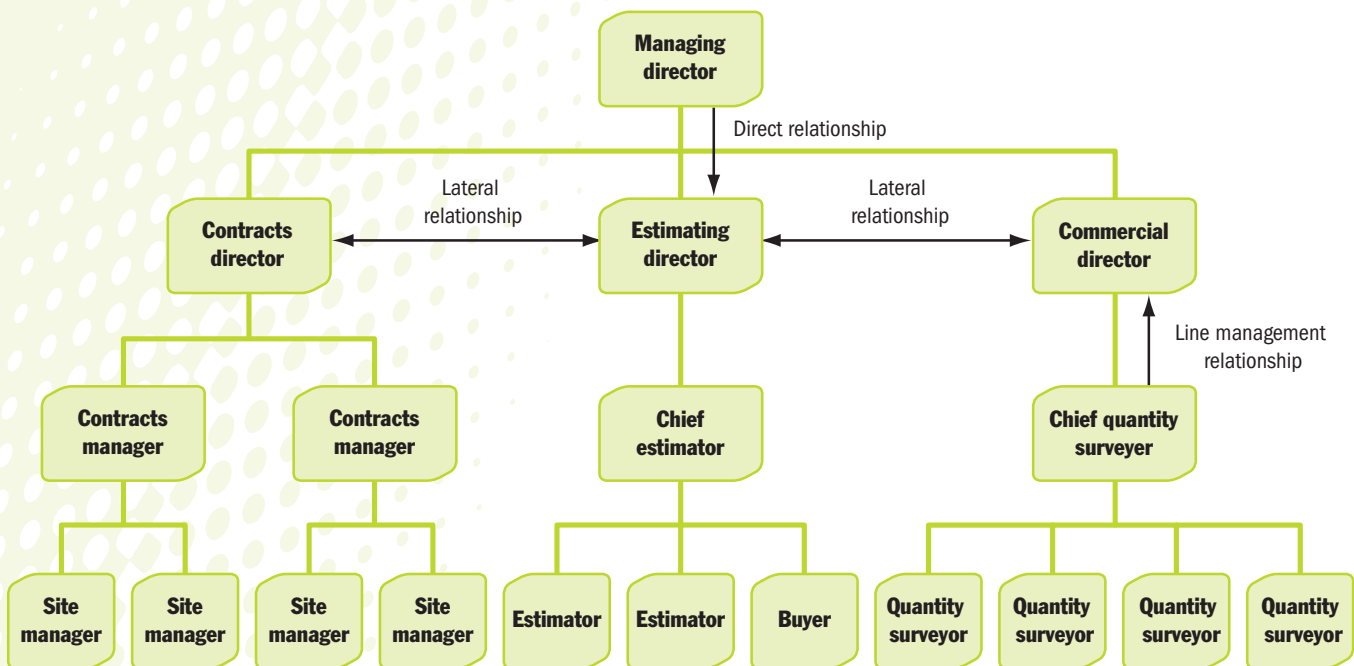 Managing
director
Direct relationship
Lateral
relationship
Lateral
relationship
Contracts
director
Estimating
director
Commercial
director
Line management
relationship
Contracts
manager
Contracts
manager
Chief
estimator
Chief quantity
surveyer
Site
manager
Site
manager
Site
manager
Site
manager
Estimator
Estimator
Buyer
Quantity
surveyor
Quantity
surveyor
Quantity
surveyor
Quantity
surveyor